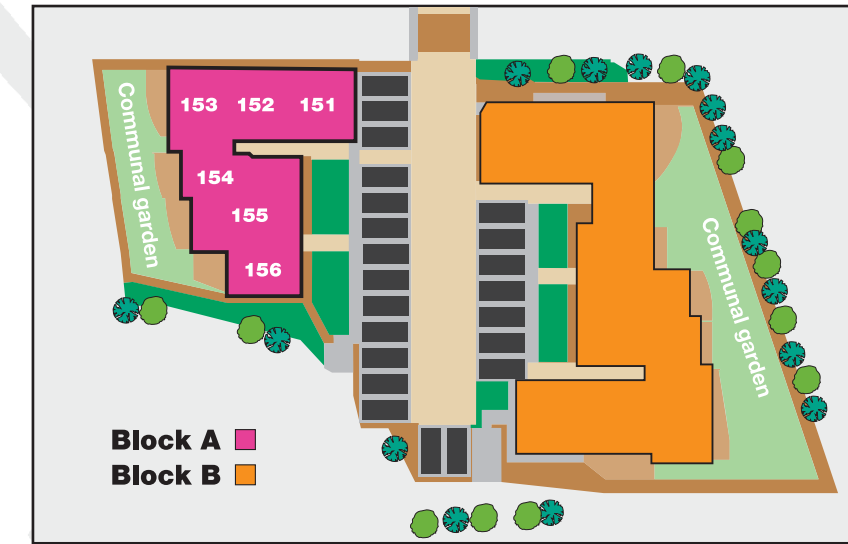 153 152 151
Communal garden
154
155
156
Communal garden
Block A
Block B